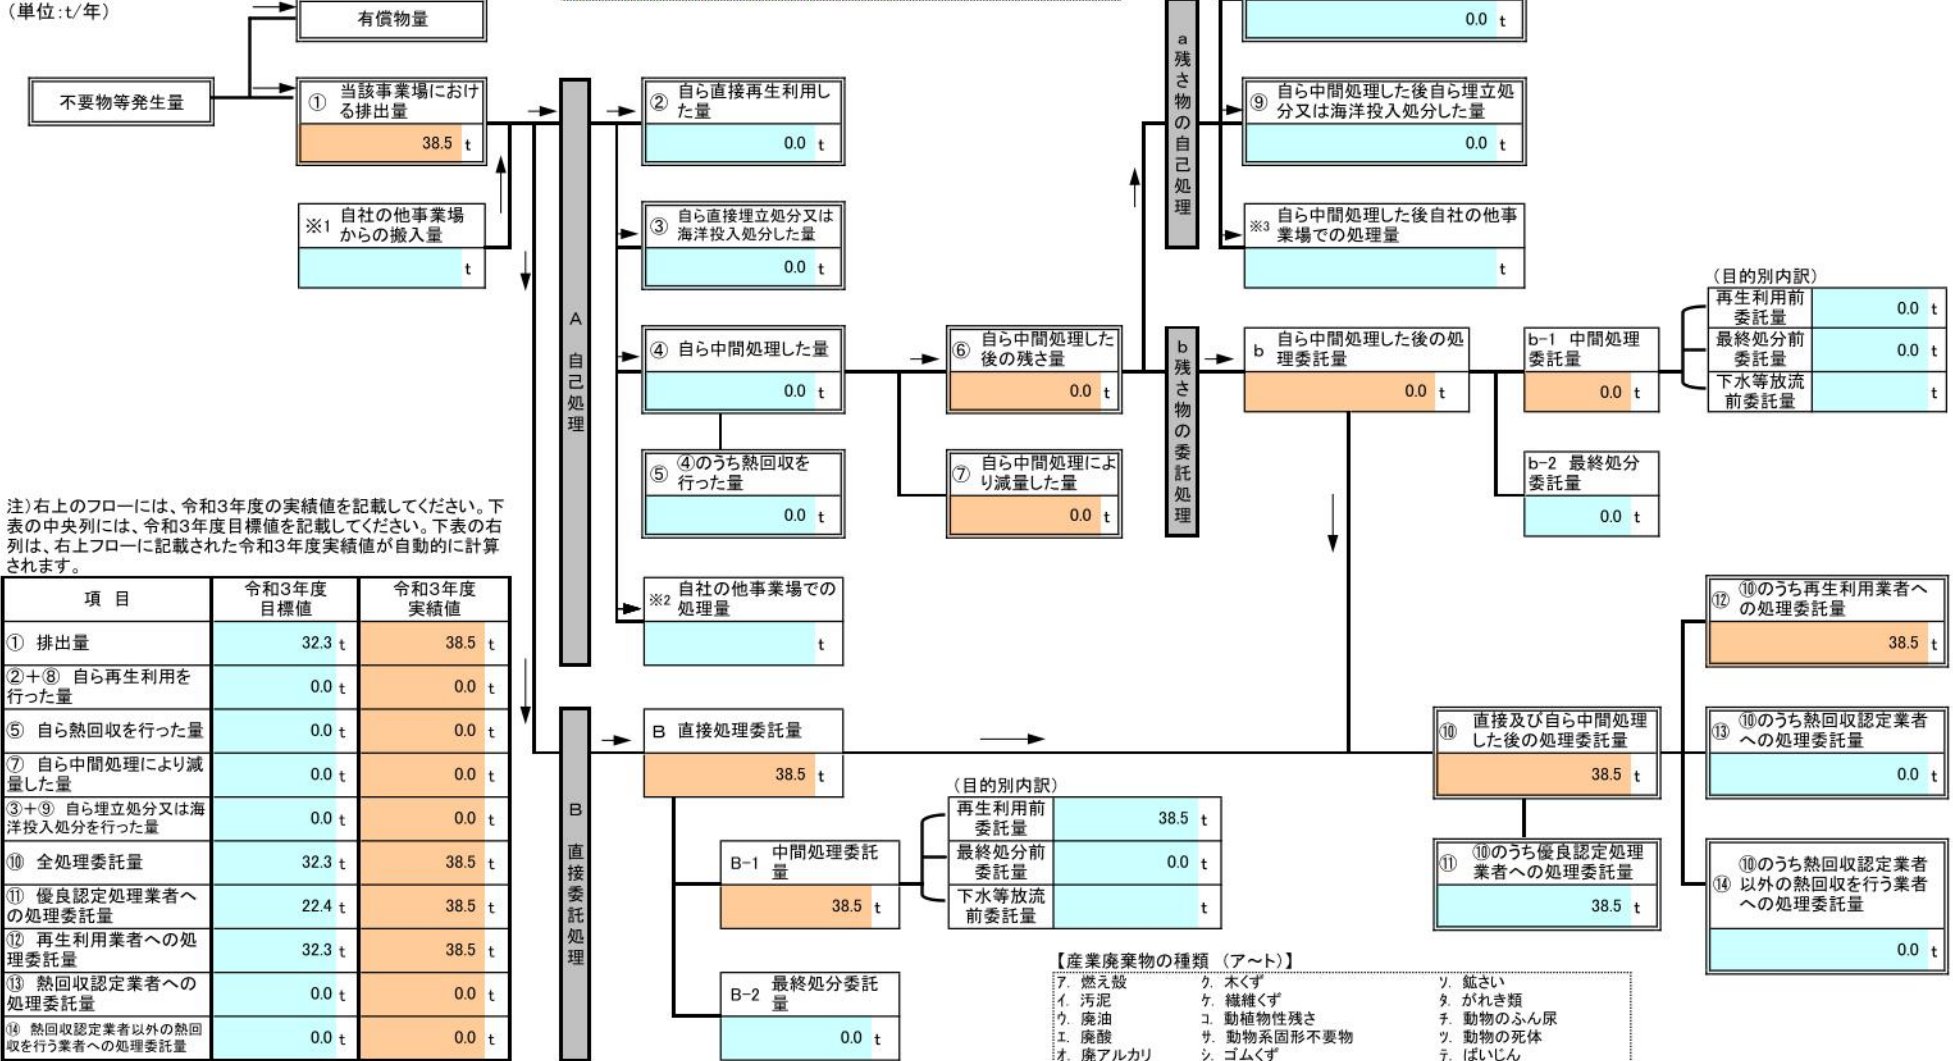 (単位:t/年)
有償物量
不要物等発生量
① 当該事業場におけ
る排出量
38.5 t
※1 自社の他事業場
からの搬入量
t
A 自己処理
② 自ら直接再生利用し
た量
0.0 t
③ 自ら直接埋立処分又は
海洋投入処分した量
0.0 t
④ 自ら中間処理した量
0.0 t
⑤ ④のうち熱回収を
行った量
0.0 t
※2 自社の他事業場での
処理量
t
⑥ 自ら中間処理した
後の残さ量
0.0 t
⑦ 自ら中間処理によ
り減量した量
0.0 t
a残さ物の自己処理
0.0 t
⑨ 自ら中間処理した後自ら埋立処
分又は海洋投入処分した量
0.0 t
※3 自ら中間処理した後自社の他事
業場での処理量
t
b残さ物の委託処理
b 自ら中間処理した後の処
理委託量
0.0 t
b-1 中間処理
委託量
0.0 t
b-2 最終処分
委託量
0.0 t
(目的別内訳)
再生利用前
委託量 0.0 t
最終処分前
委託量 0.0 t
下水等放流
前委託量 t
注)右上のフローには、令和3年度の実績値を記載してください。下
表の中央列には、令和3年度目標値を記載してください。下表の右
列は、右上フローに記載された令和3年度実績値が自動的に計算
されます。
項 目 令和3年度 目標値 令和3年度 実績値
① 排出量 32.3 t 38.5 t
②+⑧ 自ら再生利用を
行った量 0.0 t 0.0 t
⑤ 自ら熱回収を行った量 0.0 t 0.0 t
⑦ 自ら中間処理により減
量した量 0.0 t 0.0 t
③+⑨ 自ら埋立処分又は海
洋投入処分を行った量 0.0 t 0.0 t
⑩ 全処理委託量 32.3 t 38.5 t
⑪ 優良認定処理業者へ
の処理委託量 22.4 t 38.5 t
⑫ 再生利用業者への処
理委託量 32.3 t 38.5 t
⑬ 熱回収認定業者への
処理委託量 0.0 t 0.0 t
⑭ 熱回収認定業者以外の熱回
収を行う業者への処理委託量 0.0 t 0.0 t
B 直接委託処理
B 直接処理委託量
38.5 t
B-1 中間処理委託
量
38.5 t
B-2 最終処分委託
量
0.0 t
(目的別内訳)
再生利用前
委託量 38.5 t
最終処分前
委託量 0.0 t
下水等放流
前委託量 t
⑩ 直接及び自ら中間処理
した後の処理委託量
38.5 t
⑪ ⑩のうち優良認定処理
業者への処理委託量
38.5 t
⑫ ⑩のうち再生利用業者へ
の処理委託量
38.5 t
⑬ ⑩のうち熱回収認定業者
への処理委託量
0.0 t
⑭ ⑩のうち熱回収認定業者
以外の熱回収を行う業者
への処理委託量
0.0 t
【産業廃棄物の種類 (ア~ト)】
ア. 燃え殻 ク. 木くず ソ. 鉱さい
イ. 汚泥 ケ. 繊維くず タ. がれき類
ウ. 廃油 コ. 動植物性残さ チ. 動物のふん尿
エ. 廃酸 サ. 動物系固形不要物 ツ. 動物の死体
オ. 廃アルカリ シ. ゴムくず テ. ばいじん